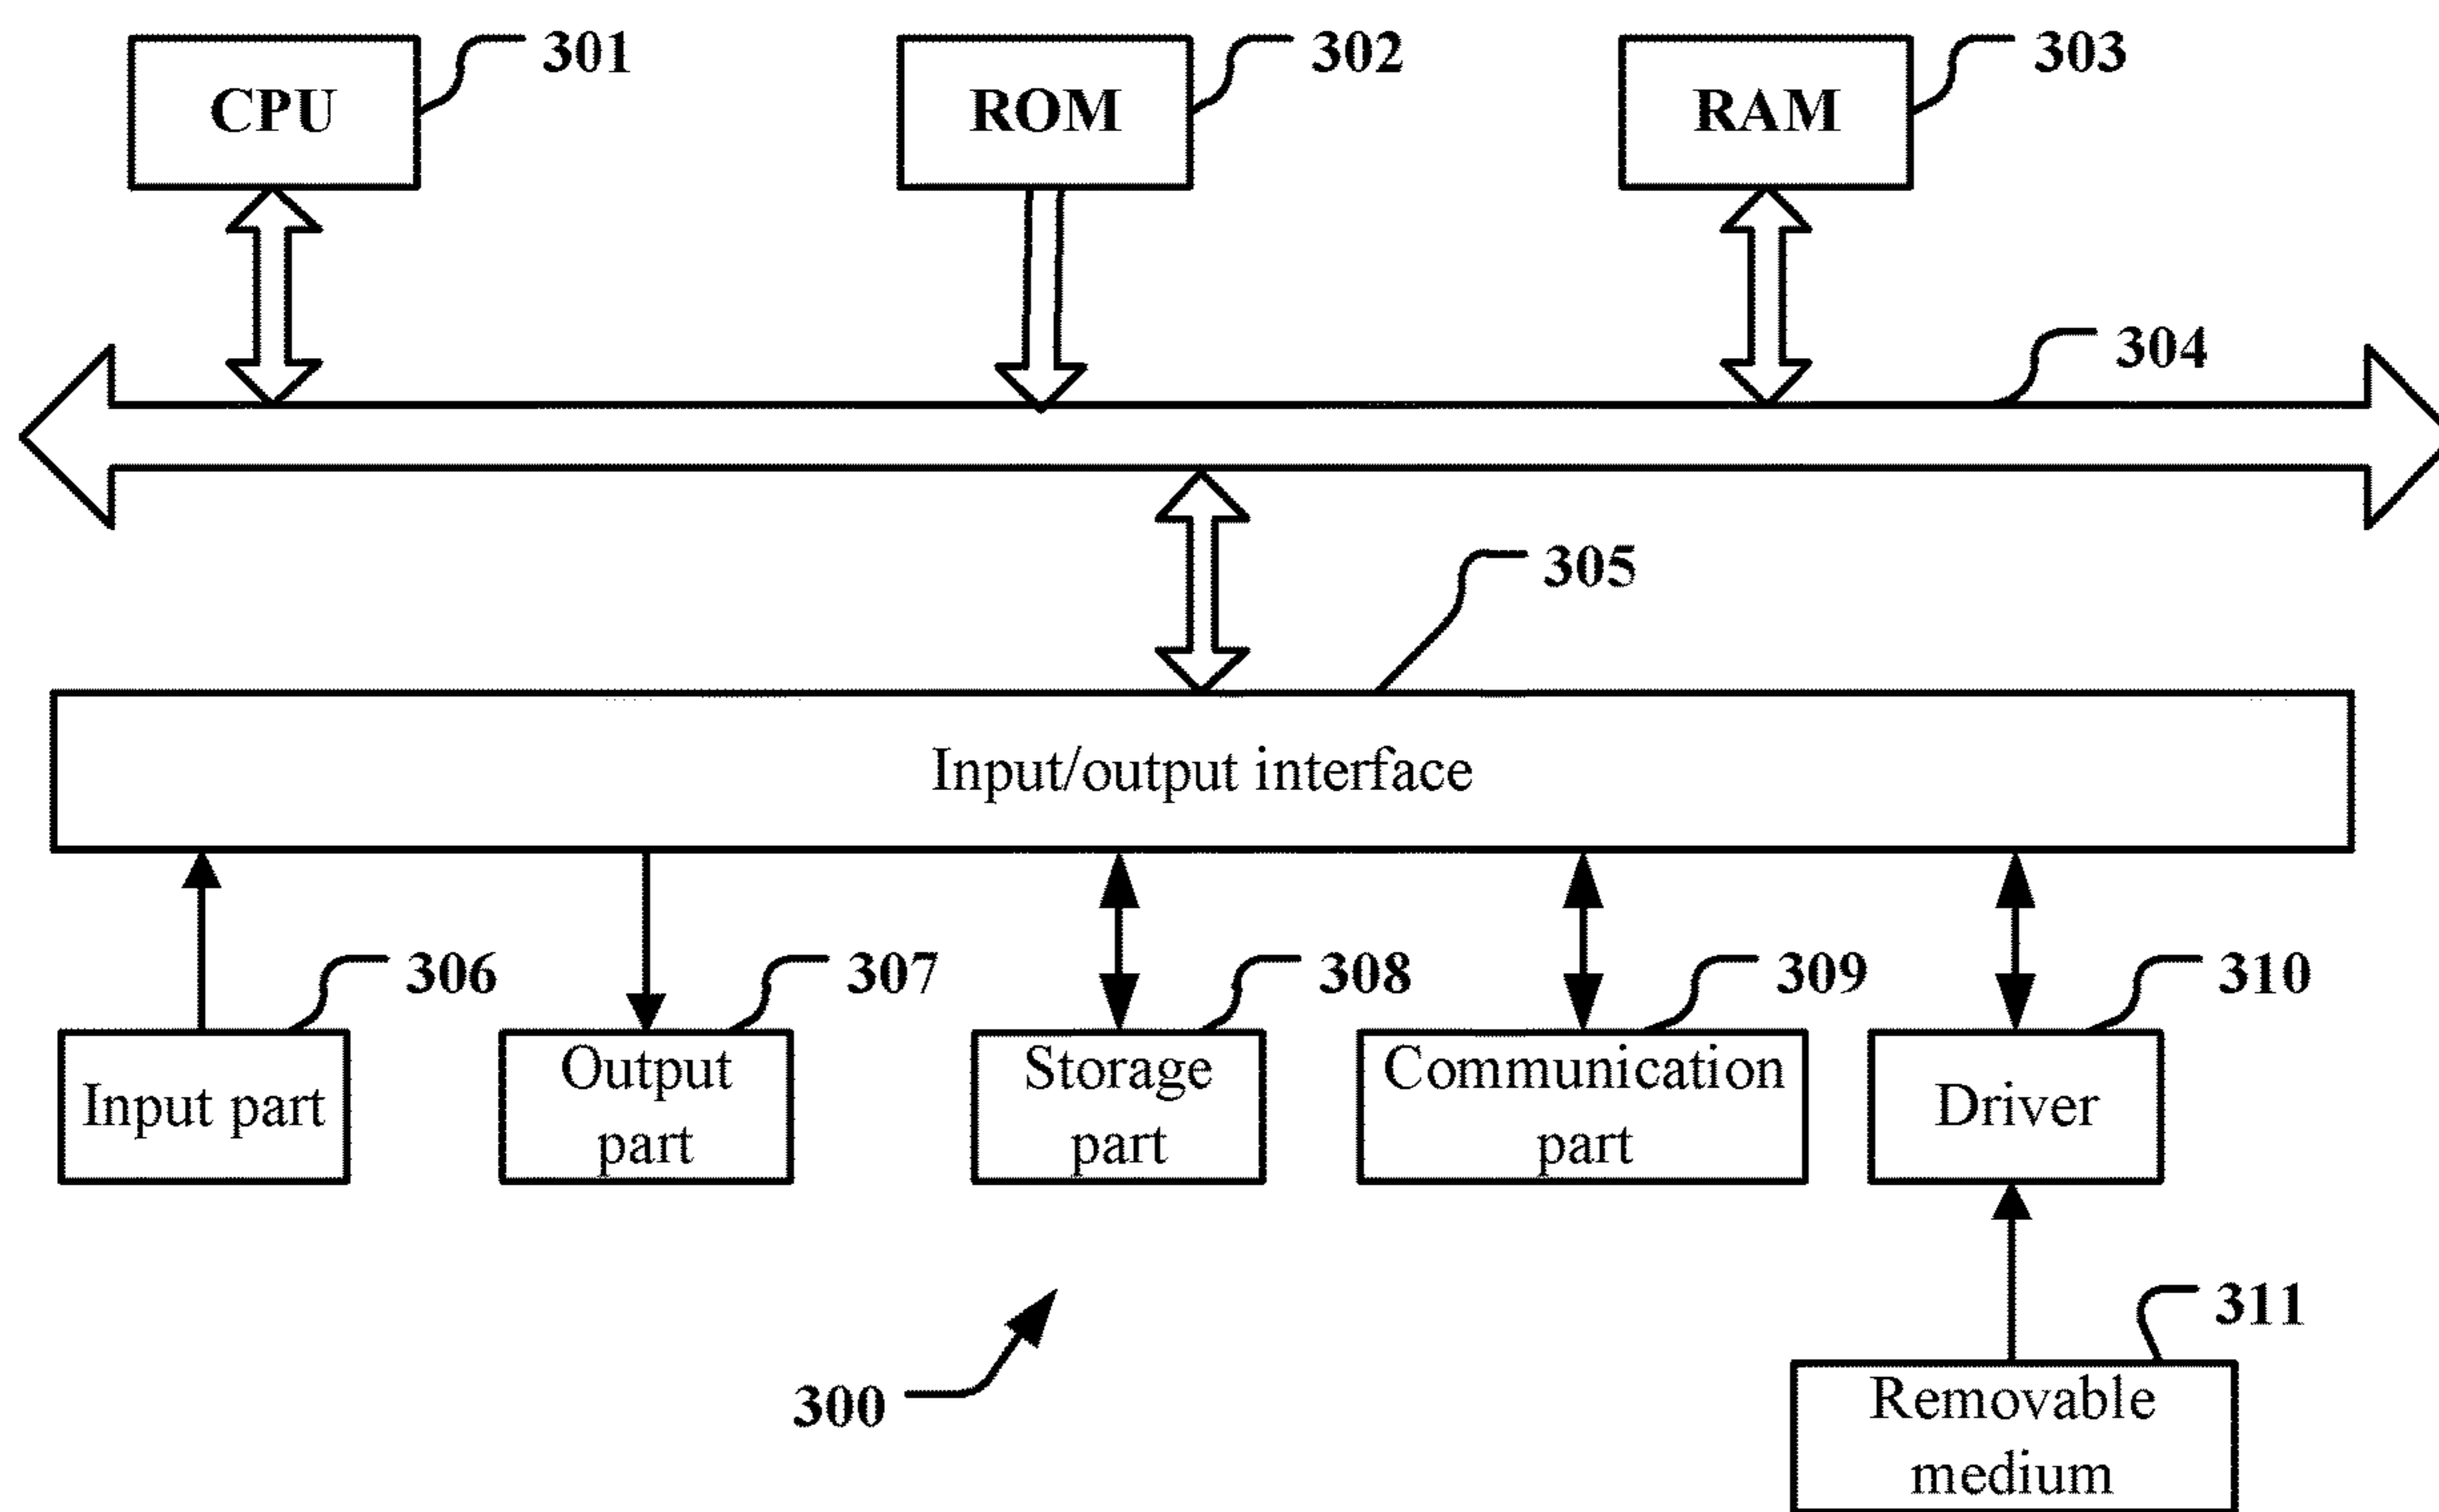 CPU
301
ROM
302
RAM
303
304
305
Input/output interface
306
307
308
309
310
Input part
Output
part
Storage
part
Communication
part
Driver
311
300
Removable
medium